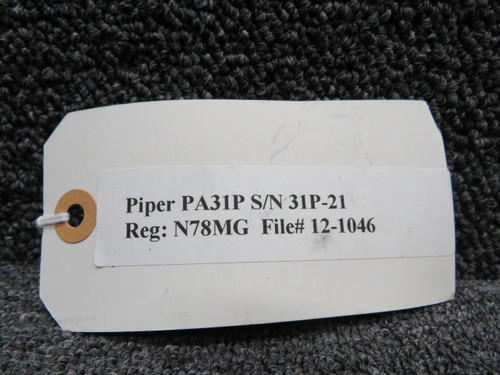 Piper PA31P S/N 31P-21
Reg: N78MG File# 12-1046